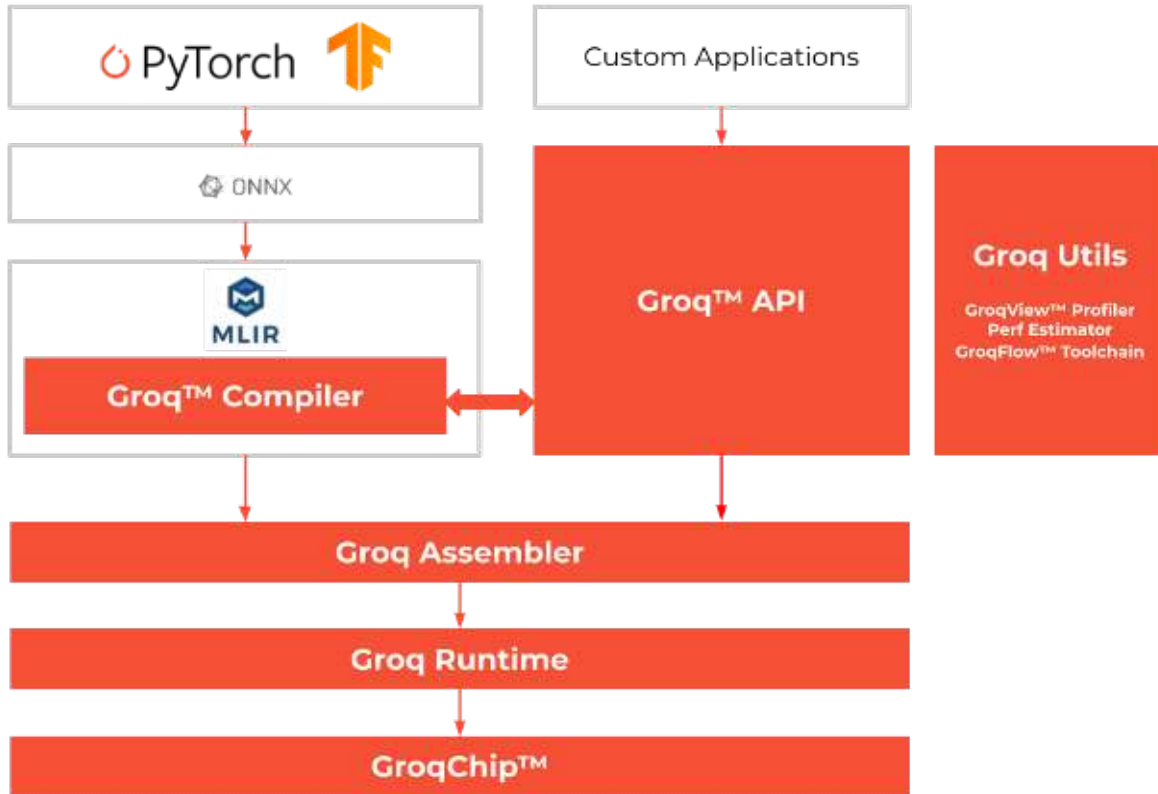 PyTorch
Custom Applications
ONNX
MLIR
Groq™ Compiler
Groq™ API
Groq Utils
GroqView™ Profiler
Perf Estimator
GroqFlow™ Toolchain
Groq Assembler
Groq Runtime
GroqChip™